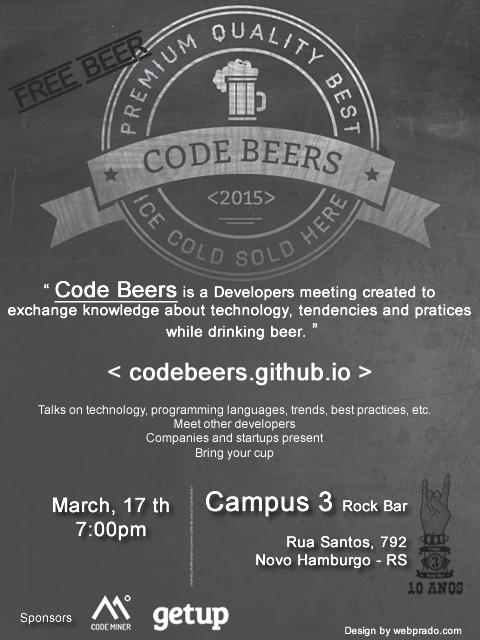 FREE BEER
PREMIUM QUALITY BEST
CODE BEERS
<2015>
ICE COLD SOLD HERE
“ Code Beers is a Developers meeting created to
exchange knowledge about technology, tendencies and pratices
while drinking beer. ”
< codebeers.github.io >
Talks on technology, programming languages, trends, best practices, etc.
Meet other developers
Companies and startups present
Bring your cup
March, 17 th
7:00pm
Campus 3 Rock Bar
Rua Santos, 792
Novo Hamburgo - RS
3
10 ANOS
Sponsors
CODE MINER
getup
Design by webprado.com